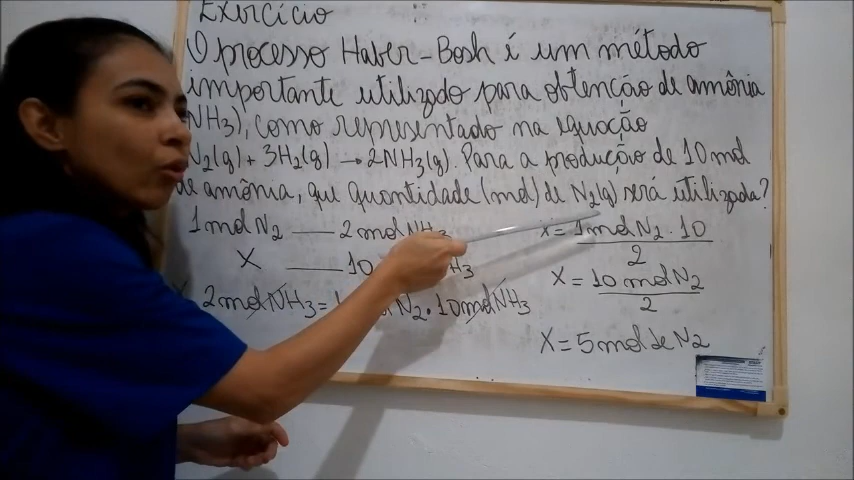 Exercício
O processo Haber-Bosh é um método
importante utilizado para obtenção de amônia
NH3), como representado na equação
N2(g) + 3H2(g) → 2NH3(g). Para a produção de 10 mol
de amônia, que quantidade (mol) de N2(g) será utilizada?
1 mol N2 — 2 mol NH3
X — 10
H3
2 mol NH3 = 1
N2 . 10 mol NH3
X = 1 mol N2 . 10
2
X = 10 mol N2
2
X = 5 mol de N2